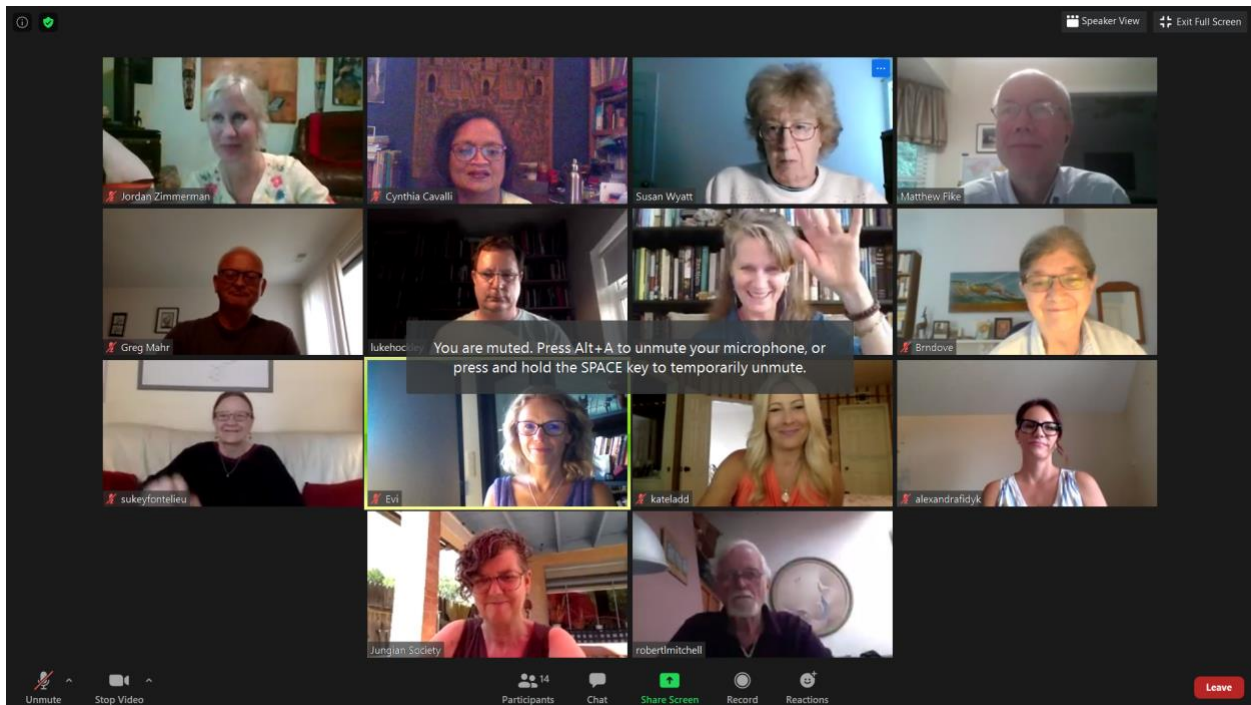 Speaker View
Exit Full Screen
Jordan Zimmerman
Cynthia Cavalli
Susan Wyatt
Matthew Fike
Greg Mahr
Brndove
You are muted. Press Alt+A to unmute your microphone, or
press and hold the SPACE key to temporarily unmute.
sukeyfontelieu
Evi
kateladd
alexandrafidyk
Jungian Society
robertlmitchell
Unmute
Stop Video
14
Participants
Chat
Share Screen
Record
Reactions
Leave